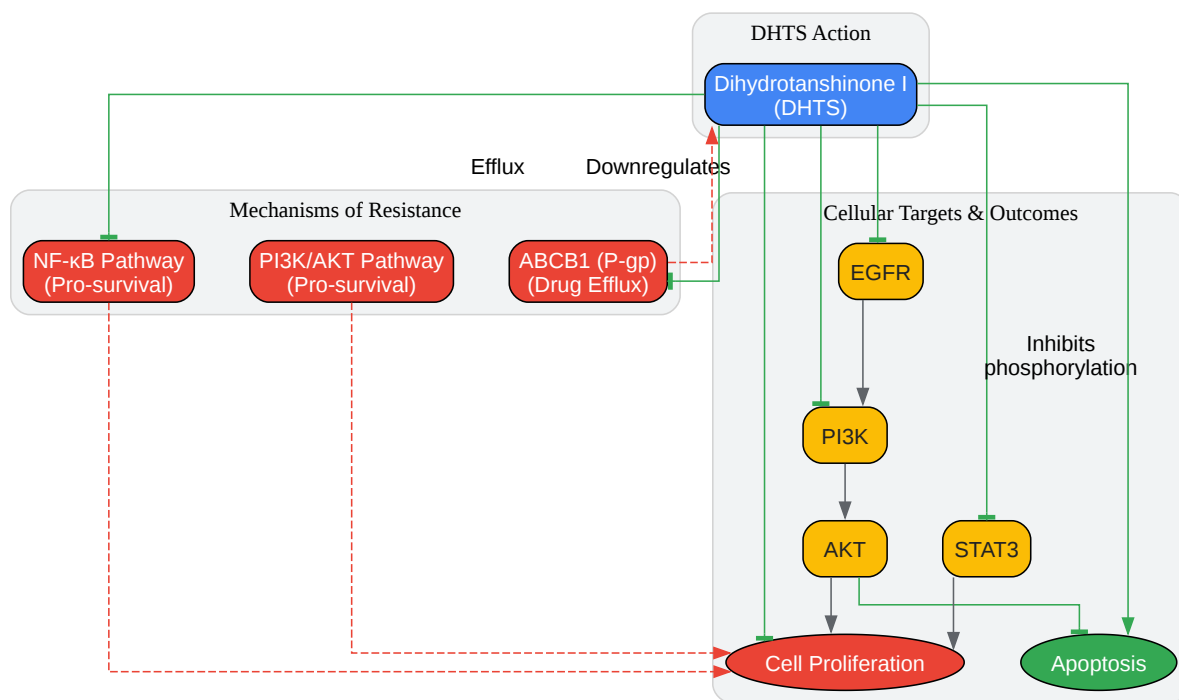 DHTS Action
Dihydrotanshinone I
(DHTS)
Efflux
Downregulates
Mechanisms of Resistance
NF-κB Pathway
(Pro-survival)
PI3K/AKT Pathway
(Pro-survival)
ABCB1 (P-gp)
(Drug Efflux)
Cellular Targets & Outcomes
EGFR
Inhibits
phosphorylation
PI3K
AKT
STAT3
Cell Proliferation
Apoptosis